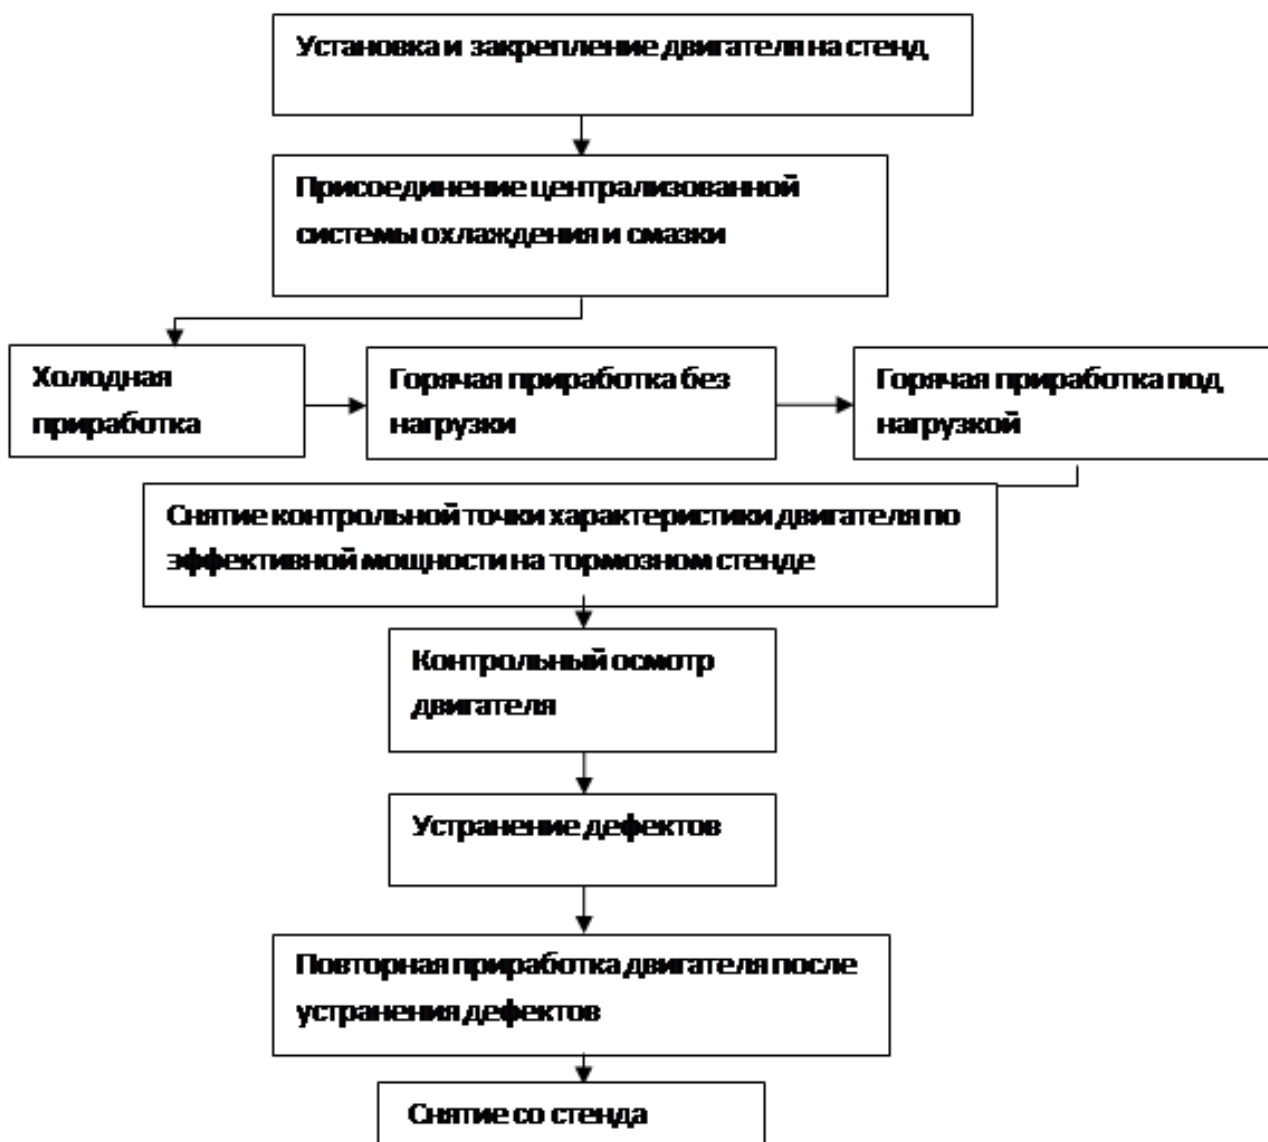 Установка и закрепление двигателя на стенд
Присоединение централизованной
системы охлаждения и смазки
Холодная
приработка
Горячая приработка без
нагрузки
Горячая приработка под
нагрузкой
Снятие контрольной точки характеристики двигателя по
эффективной мощности на тормозном стенде
Контрольный осмотр
двигателя
Устранение дефектов
Повторная приработка двигателя после
устранения дефектов
Снятие со стенда